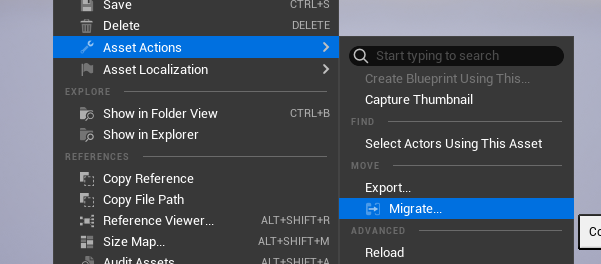 Save CTRL+S
Delete DELETE
Asset Actions
Asset Localization
EXPLORE
Show in Folder View CTRL+B
Show in Explorer
REFERENCES
Copy Reference
Copy File Path
Reference Viewer... ALT+SHIFT+R
Size Map... ALT+SHIFT+M
Audit Assets... ALT+SHIFT+A
Start typing to search
Create Blueprint Using This...
Capture Thumbnail
FIND
Select Actors Using This Asset
MOVE
Export...
Migrate...
ADVANCED
Reload